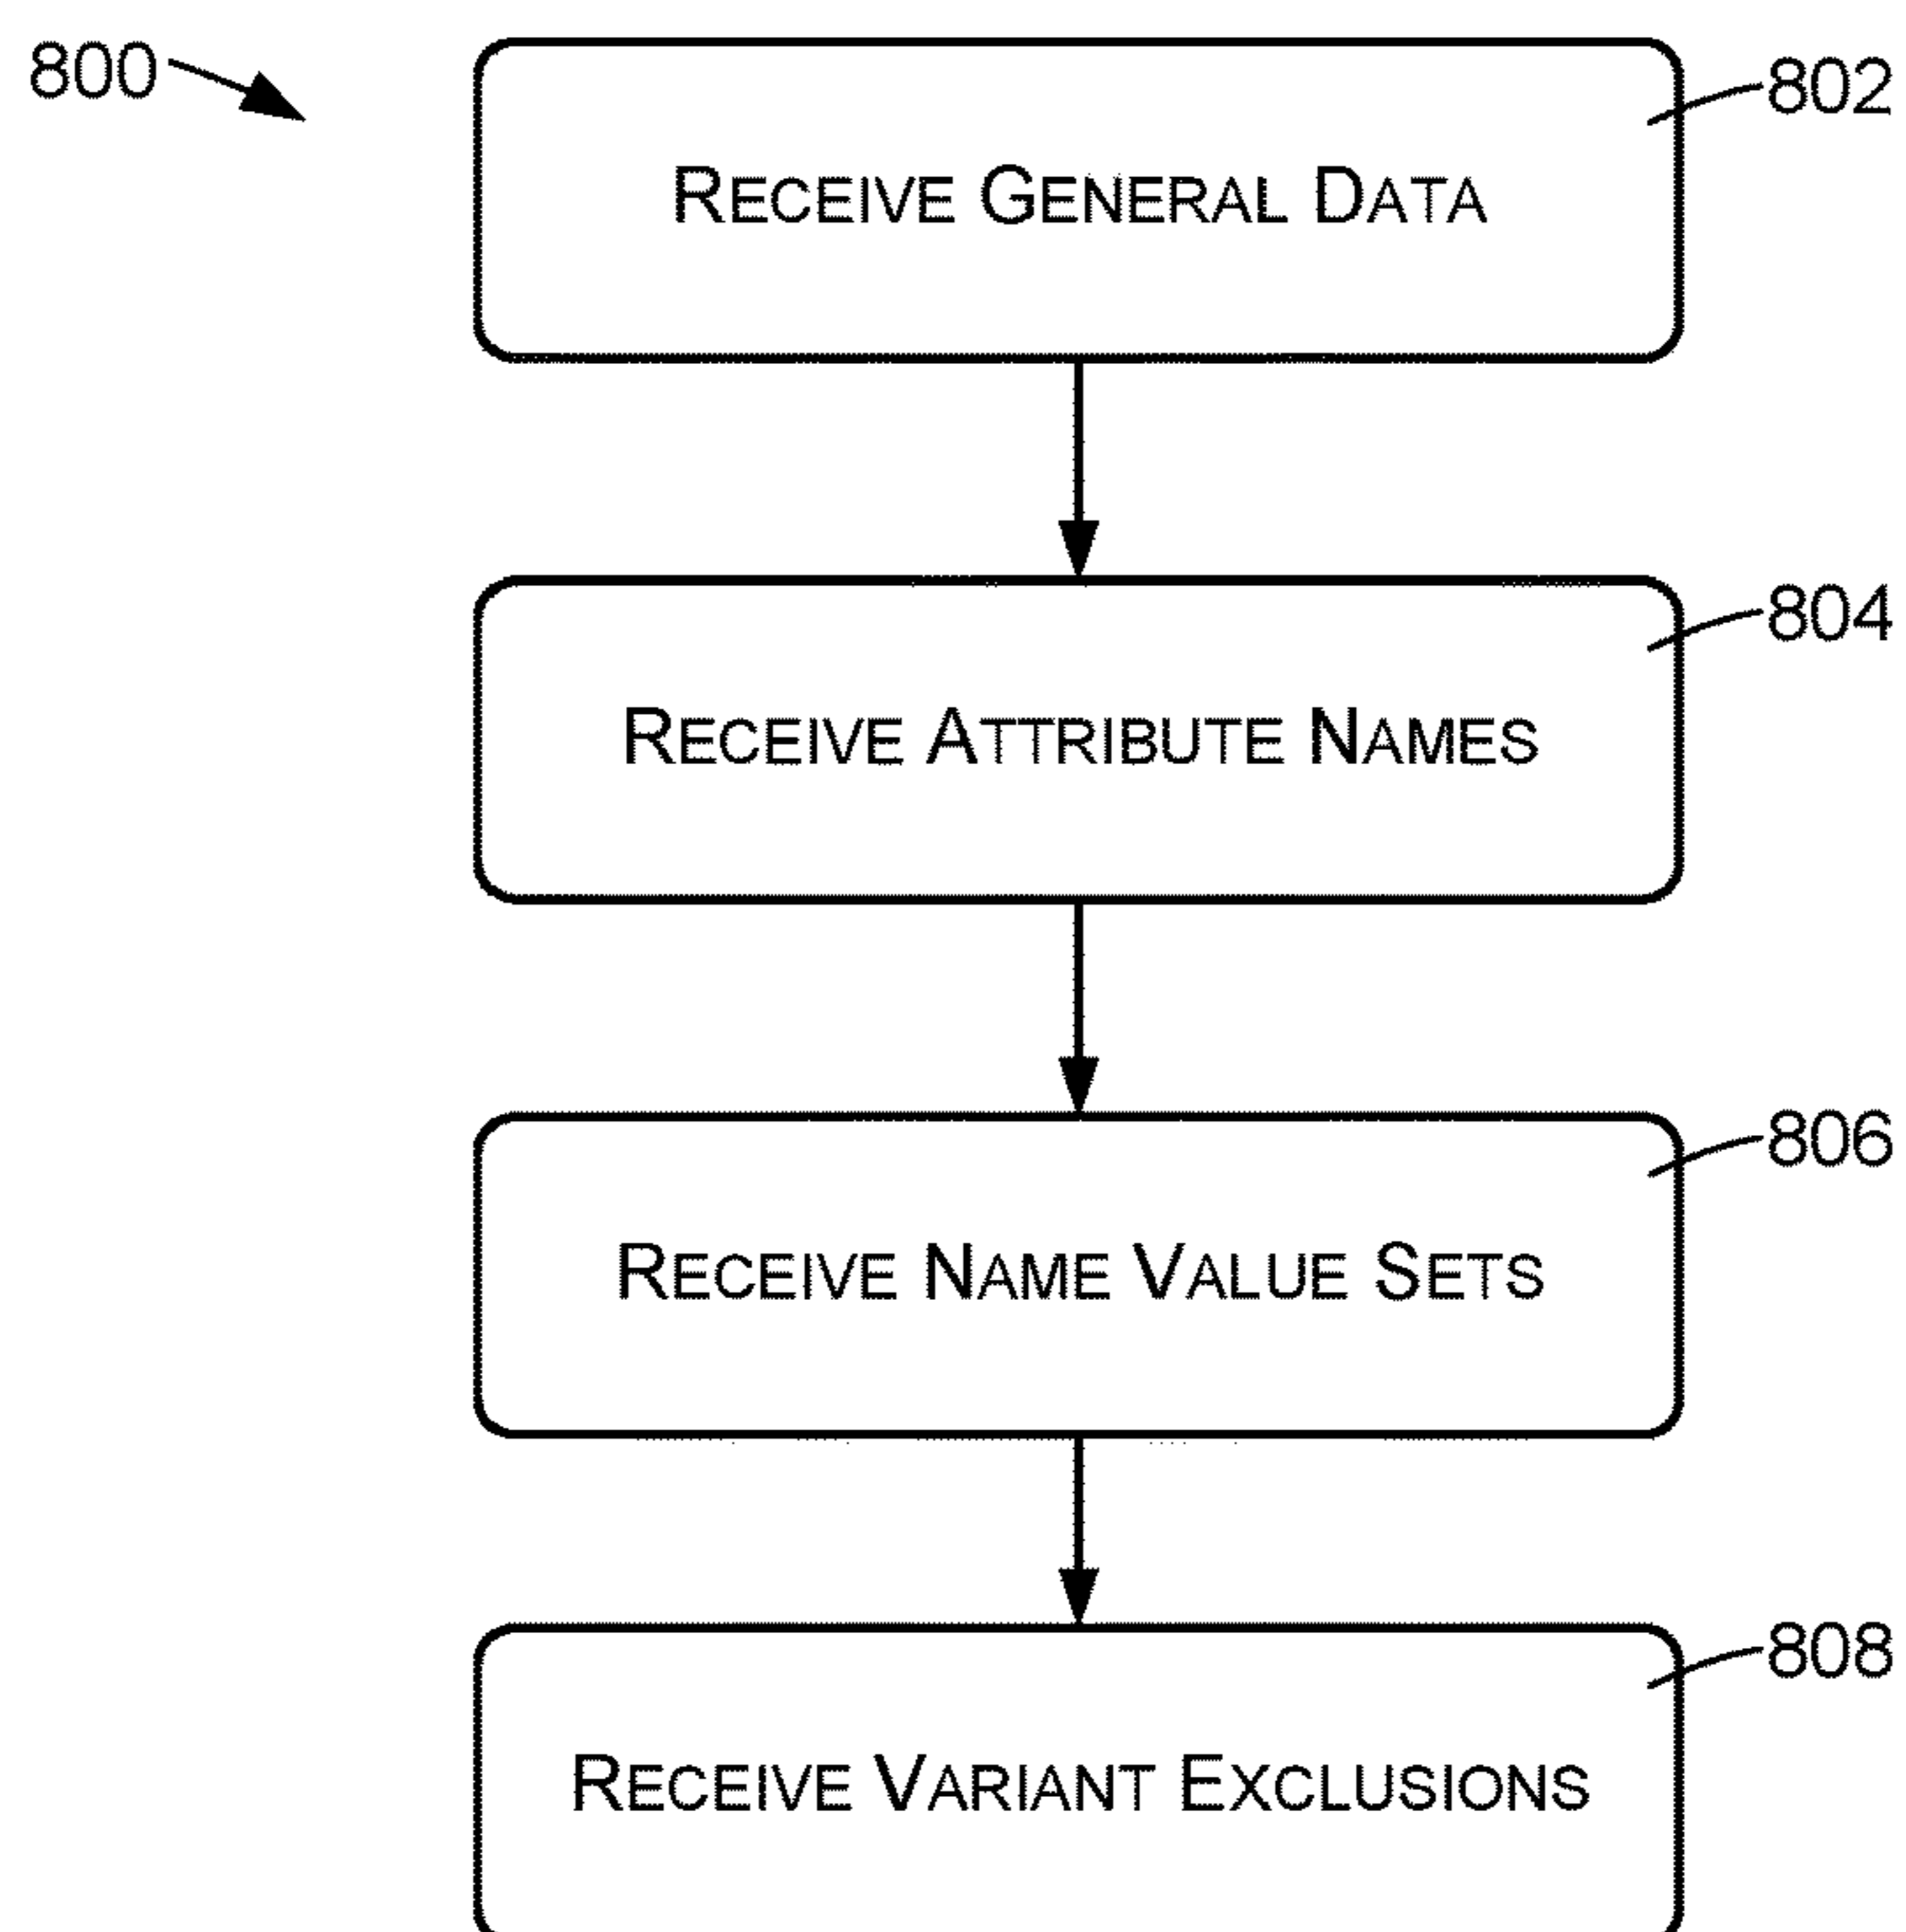 800
802
RECEIVE GENERAL DATA
804
RECEIVE ATTRIBUTE NAMES
806
RECEIVE NAME VALUE SETS
808
RECEIVE VARIANT EXCLUSIONS